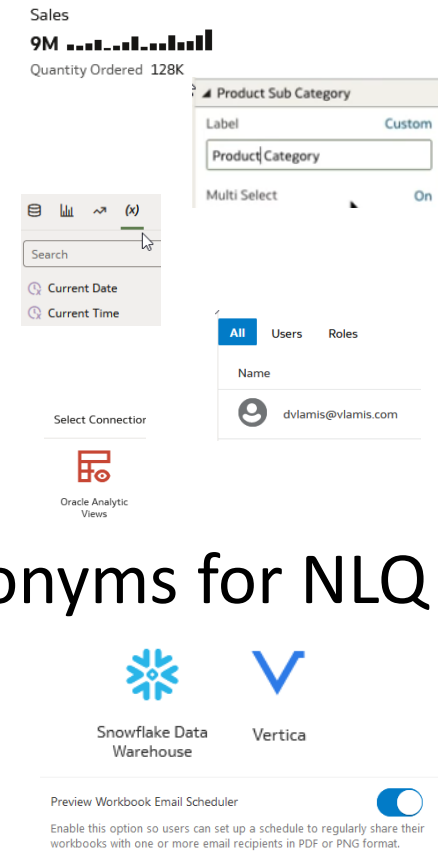 Sales
9M
Quantity Ordered 128K
Product Sub Category
Label Custom
Product Category
Multi Select On
(x)
Search
Current Date
Current Time
All Users Roles
Name
dvlamis@vlamis.com
Select Connection
Oracle Analytic
Views
onyms for NLQ
Snowflake Data
Warehouse
Vertica
Preview Workbook Email Scheduler
Enable this option so users can set up a schedule to regularly share their
workbooks with one or more email recipients in PDF or PNG format.